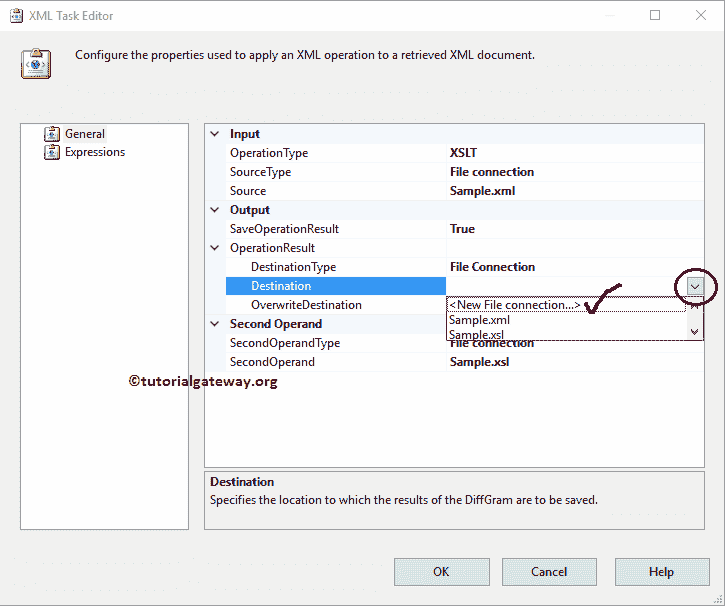 XML Task Editor
Configure the properties used to apply an XML operation to a retrieved XML document.
General
Expressions
Input
OperationType XSLT
SourceType File connection
Source Sample.xml
Output
SaveOperationResult True
OperationResult
DestinationType File Connection
Destination
OverwriteDestination <New File connection...>
Sample.xml
Second Operand Sample.xsl
SecondOperandType File connection
SecondOperand Sample.xsl
©tutorialgateway.org
Destination
Specifies the location to which the results of the DiffGram are to be saved.
OK Cancel Help